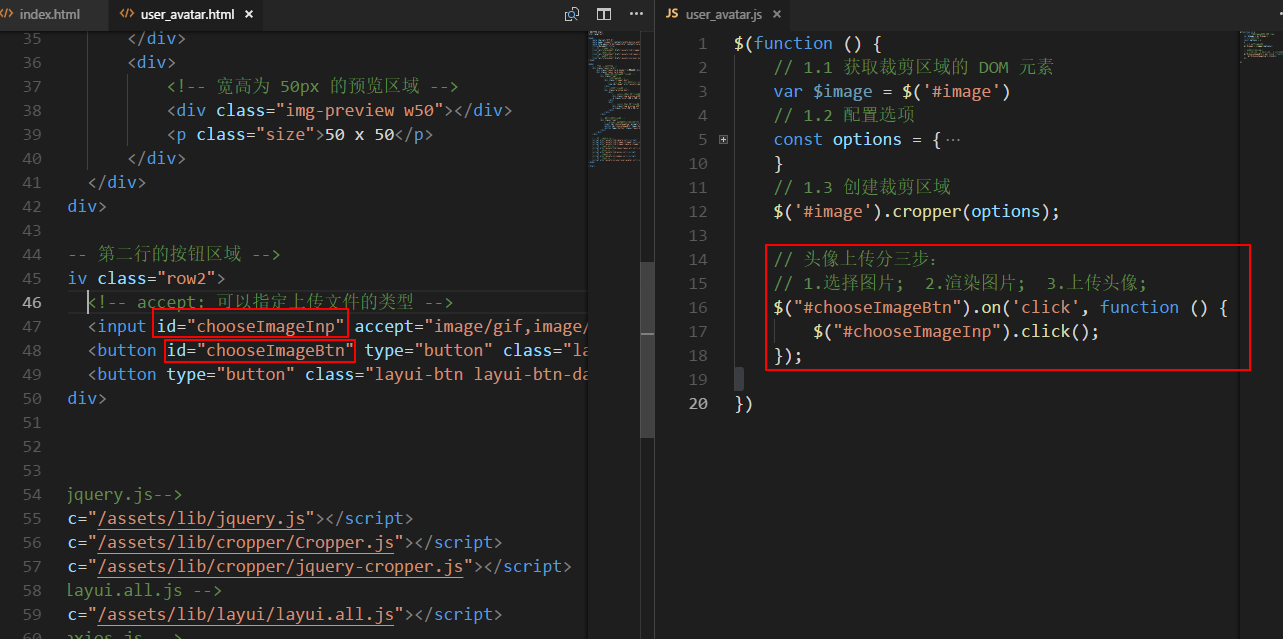 index.html
user_avatar.html
35 </div>
36 <div>
37 <!-- 宽高为 50px 的预览区域 -->
38 <div class="img-preview w50"></div>
39 <p class="size">50 x 50</p>
40 </div>
41 </div>
42 div>
43
44 -- 第二行的按钮区域 -->
45 iv class="row2">
46 <!-- accept: 可以指定上传文件的类型 -->
47 <input id="chooseImageInp" accept="image/gif,image/
48 <button id="chooseImageBtn" type="button" class="la
49 <button type="button" class="layui-btn layui-btn-da
50 div>
51
52
53
54 jquery.js-->
55 c="/assets/lib/jquery.js"></script>
56 c="/assets/lib/cropper/Cropper.js"></script>
57 c="/assets/lib/cropper/jquery-cropper.js"></script>
58 layui.all.js -->
59 c="/assets/lib/layui/layui.all.js"></script>
60 axios.js -->
JS user_avatar.js
1 $(function () {
2 // 1.1 获取裁剪区域的 DOM 元素
3 var $image = $('#image')
4 // 1.2 配置选项
5 const options = {…
10 }
11 // 1.3 创建裁剪区域
12 $('#image').cropper(options);
13
14 // 头像上传分三步：
15 // 1.选择图片; 2.渲染图片; 3.上传头像;
16 $("#chooseImageBtn").on('click', function () {
17 $("#chooseImageInp").click();
18 });
19
20 })